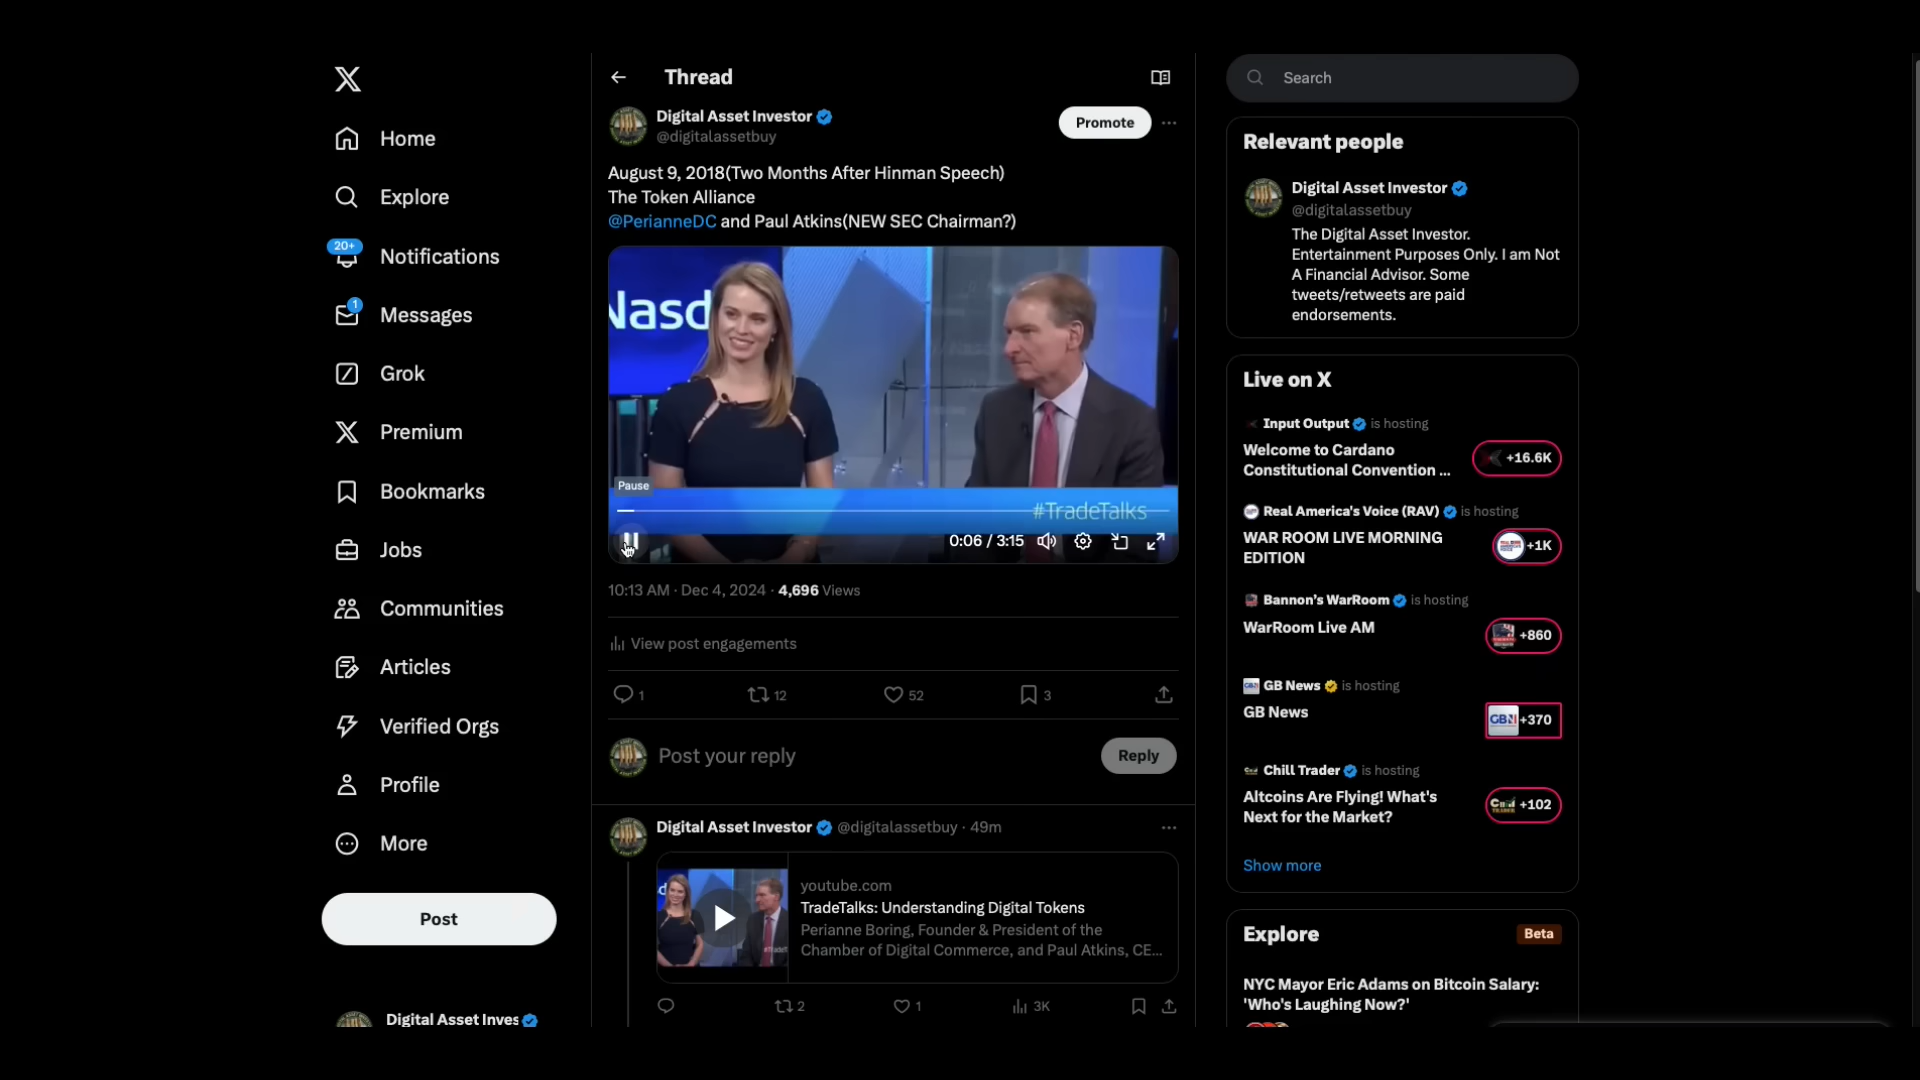 Home
Explore
20+
Notifications
1
Messages
Grok
Premium
Bookmarks
Jobs
Communities
Articles
Verified Orgs
Profile
More
Post
Digital Asset Inves
Thread
Digital Asset Investor
@digitalassetbuy
Promote
August 9, 2018(Two Months After Hinman Speech)
The Token Alliance
@PerianneDC and Paul Atkins(NEW SEC Chairman?)
Nasd
Pause
#TradeTalks
0:06 / 3:15
10:13 AM · Dec 4, 2024 · 4,696 Views
View post engagements
1 12 52 3
Post your reply
Reply
Digital Asset Investor @digitalassetbuy · 49m
youtube.com
TradeTalks: Understanding Digital Tokens
Perianne Boring, Founder & President of the
Chamber of Digital Commerce, and Paul Atkins, CE...
2 1 3K
Search
Relevant people
Digital Asset Investor
@digitalassetbuy
The Digital Asset Investor.
Entertainment Purposes Only. I am Not
A Financial Advisor. Some
tweets/retweets are paid
endorsements.
Live on X
Input Output is hosting
Welcome to Cardano
Constitutional Convention ...
+16.6K
Real America's Voice (RAV) is hosting
WAR ROOM LIVE MORNING
EDITION
+1K
Bannon's WarRoom is hosting
WarRoom Live AM
+860
GB News is hosting
GB News
GBN
+370
Chill Trader is hosting
Altcoins Are Flying! What's
Next for the Market?
+102
Show more
Explore
Beta
NYC Mayor Eric Adams on Bitcoin Salary:
'Who's Laughing Now?'